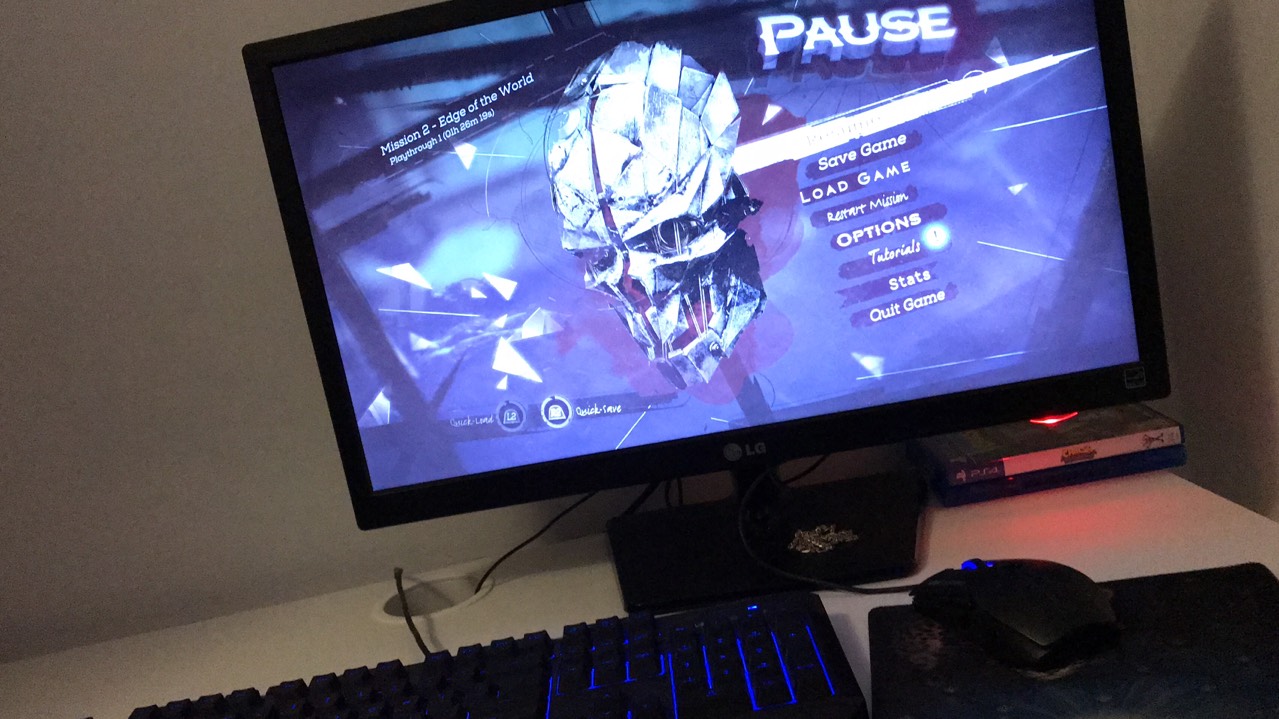 PAUSE
Mission 2 - Edge of the World
Playthrough 1 (01h 26m 19s)
Resume
Save Game
LOAD GAME
Restart Mission
OPTIONS
Tutorials !
Stats
Quit Game
Quick-Load L2
Quick-Save
LG
PS4